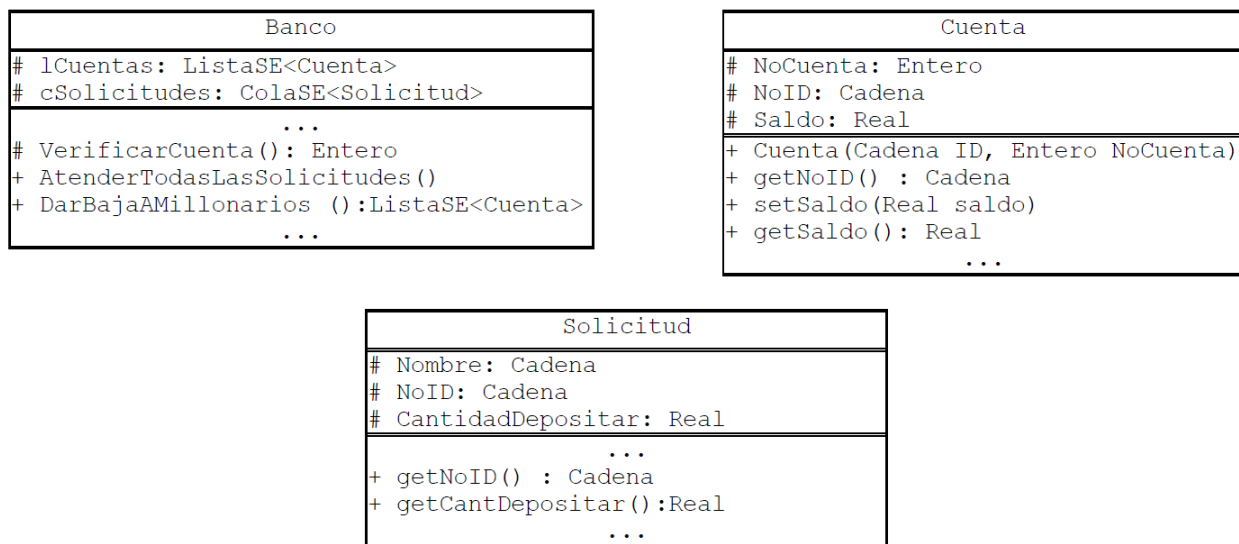 Banco
# lCuentas: ListaSE<Cuenta>
# cSolicitudes: ColaSE<Solicitud>
...
# VerificarCuenta(): Entero
+ AtenderTodasLasSolicitudes()
+ DarBajaAMillonarios ():ListaSE<Cuenta>
...
Cuenta
# NoCuenta: Entero
# NoID: Cadena
# Saldo: Real
+ Cuenta(Cadena ID, Entero NoCuenta)
+ getNoID() : Cadena
+ setSaldo(Real saldo)
+ getSaldo(): Real
...
Solicitud
# Nombre: Cadena
# NoID: Cadena
# CantidadDepositar: Real
...
+ getNoID() : Cadena
+ getCantDepositar():Real
...